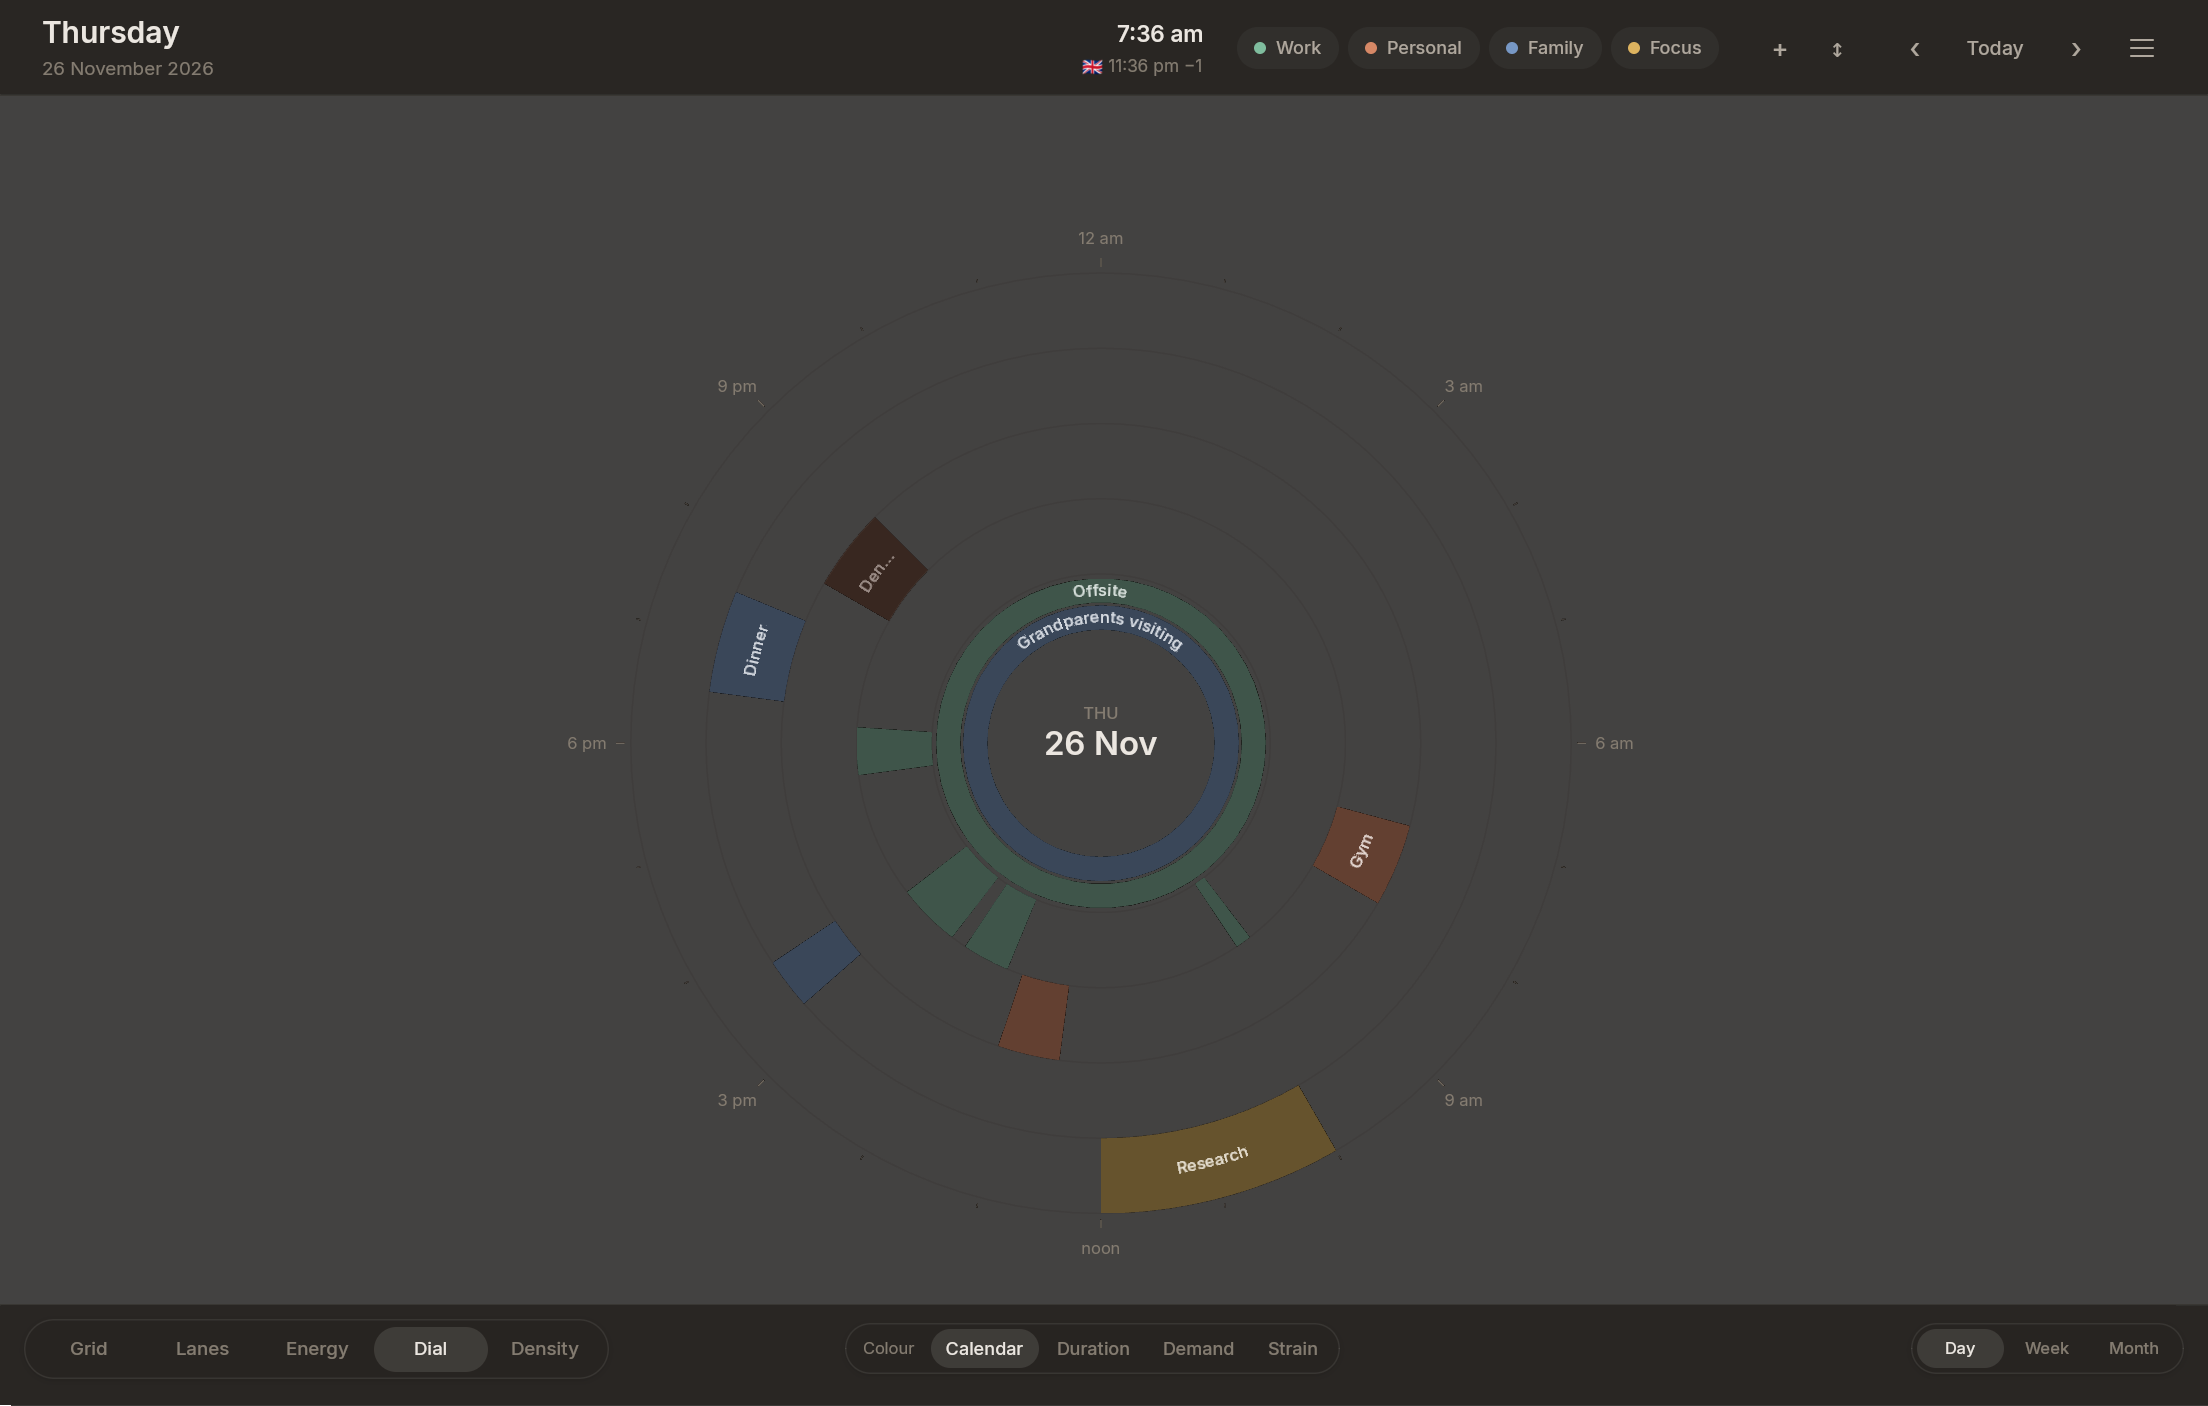 Thursday
26 November 2026
7:36 am
11:36 pm −1
Work
Personal
Family
Focus
Today
12 am
9 pm
3 am
Den...
Offsite
Grandparents visiting
Dinner
THU
26 Nov
6 pm
6 am
Gym
3 pm
9 am
Research
noon
Grid
Lanes
Energy
Dial
Density
Colour
Calendar
Duration
Demand
Strain
Day
Week
Month